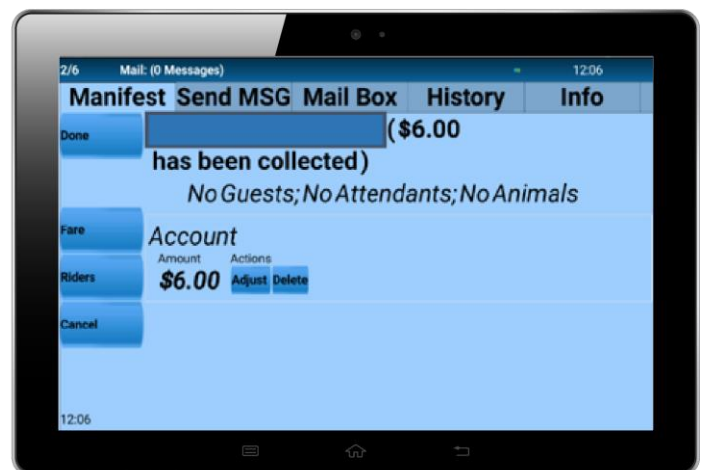 2/6 Mail: (0 Messages) 12:06
Manifest Send MSG Mail Box History Info
Done
($6.00
has been collected)
No Guests; No Attendants; No Animals
Fare
Account
Amount Actions
Riders
$6.00 Adjust Delete
Cancel
12:06